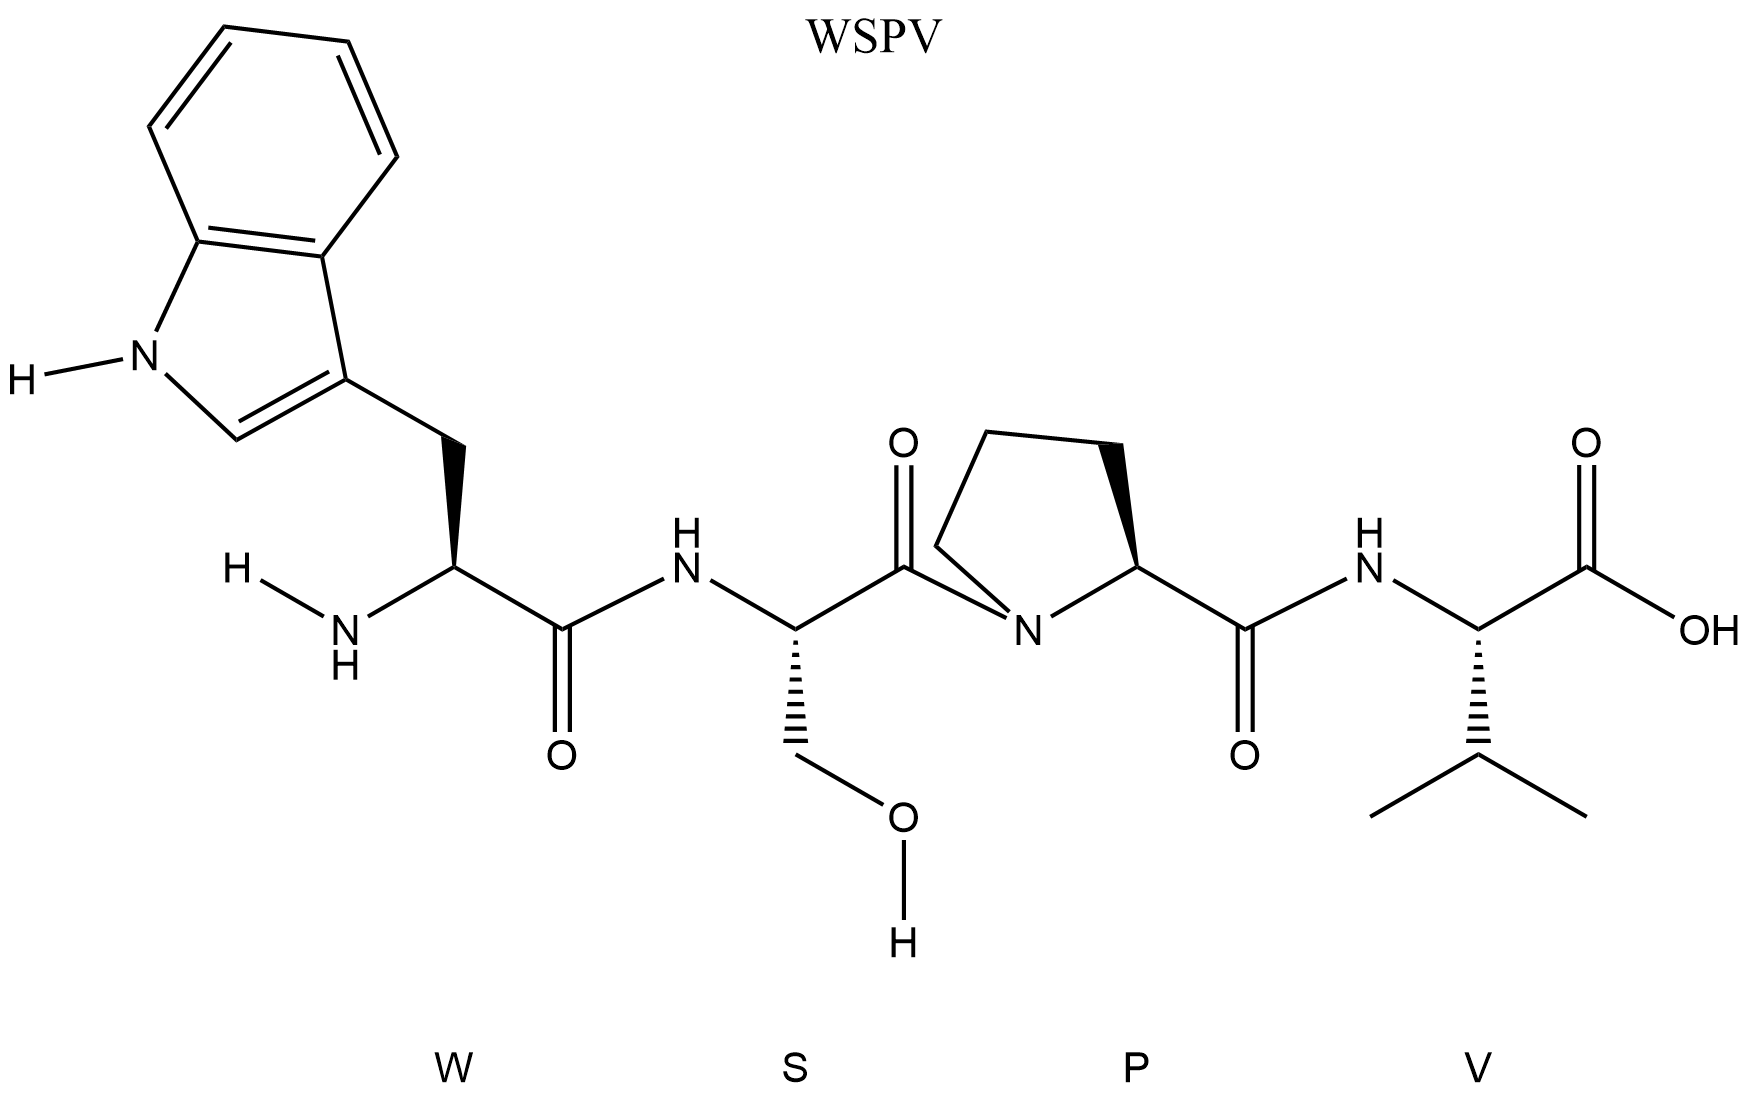 WSPV
O O
H N H H
H N N
H N N OH
H
O O
O
H
W S P V